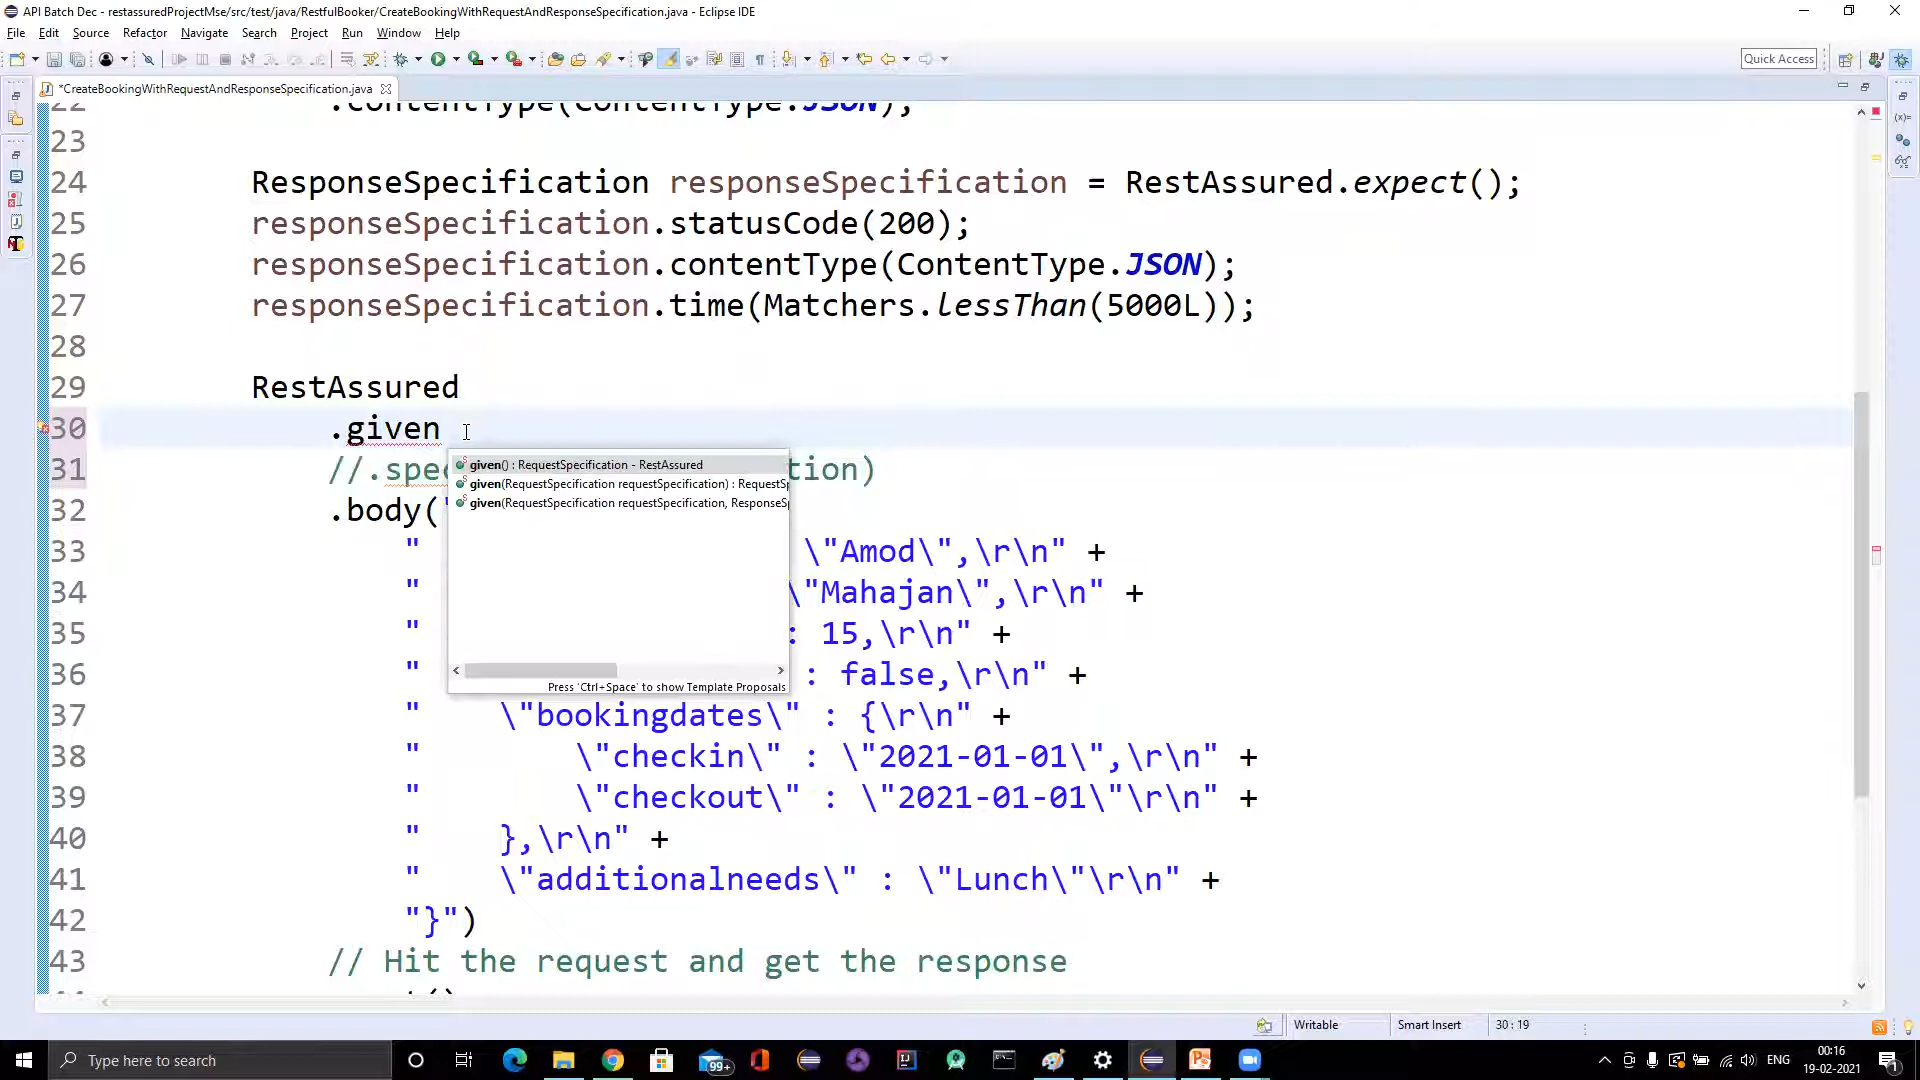 API Batch Dec - restassuredProjectMse/src/test/java/RestfulBooker/CreateBookingWithRequestAndResponseSpecification.java - Eclipse IDE
File Edit Source Refactor Navigate Search Project Run Window Help
Quick Access
*CreateBookingWithRequestAndResponseSpecification.java
22 .contentType(ContentType.JSON);
23
24 ResponseSpecification responseSpecification = RestAssured.expect();
25 responseSpecification.statusCode(200);
26 responseSpecification.contentType(ContentType.JSON);
27 responseSpecification.time(Matchers.lessThan(5000L));
28
29 RestAssured
30 .given
given() : RequestSpecification - RestAssured
31 //.spec tion)
given(RequestSpecification requestSpecification) : RequestSp
given(RequestSpecification requestSpecification, ResponseSp
32 .body("
33 " \"Amod\",\r\n" +
34 " \"Mahajan\",\r\n" +
35 " : 15,\r\n" +
36 " : false,\r\n" +
Press 'Ctrl+Space' to show Template Proposals
37 " \"bookingdates\" : {\r\n" +
38 " \"checkin\" : \"2021-01-01\",\r\n" +
39 " \"checkout\" : \"2021-01-01\"\r\n" +
40 " },\r\n" +
41 " \"additionalneeds\" : \"Lunch\"\r\n" +
42 "}")
43 // Hit the request and get the response
Writable Smart Insert 30 : 19
Type here to search
99+
ENG
00:16
19-02-2021